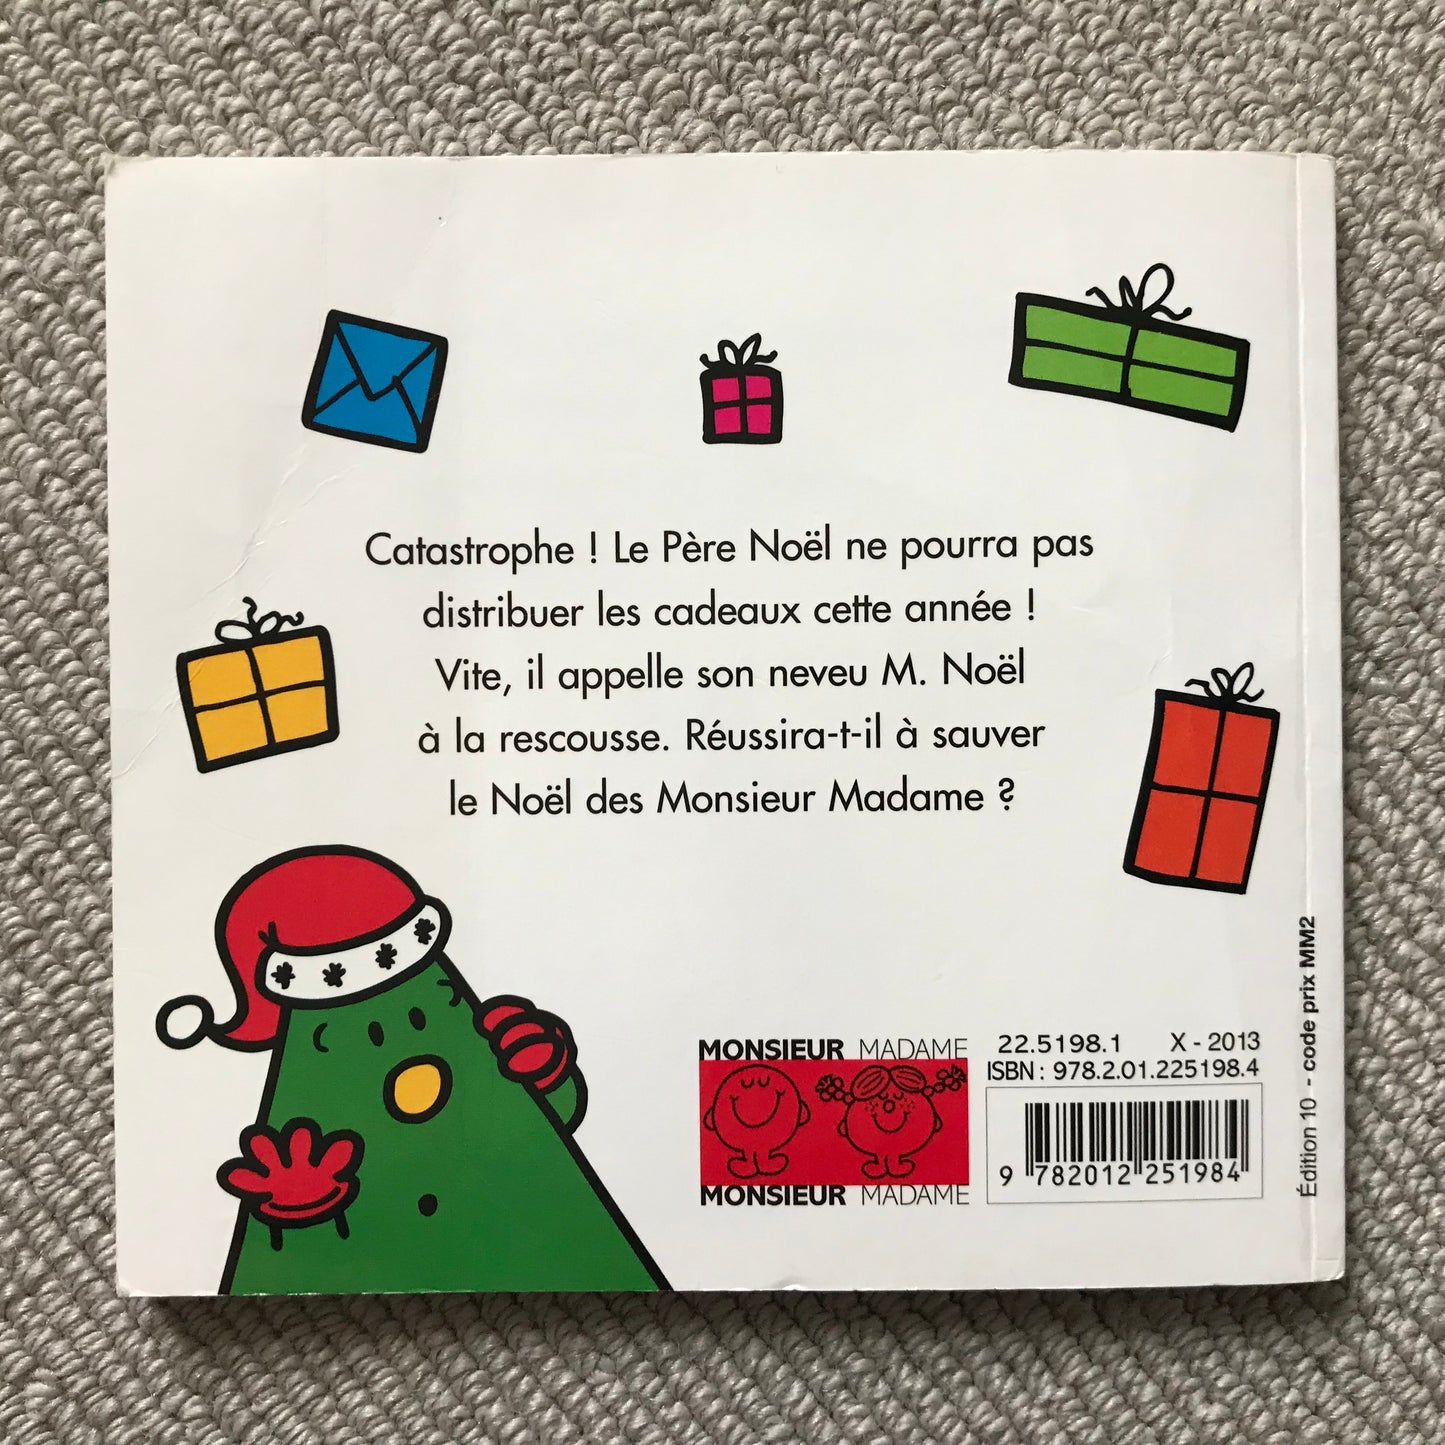 Catastrophe ! Le Père Noël ne pourra pas
distribuer les cadeaux cette année !
Vite, il appelle son neveu M. Noël
à la rescousse. Réussira-t-il à sauver
le Noël des Monsieur Madame ?
MONSIEUR MADAME
MONSIEUR MADAME
22.5198.1 X - 2013
ISBN : 978.2.01.225198.4
9 782012 251984
Édition 10 - code prix MM2